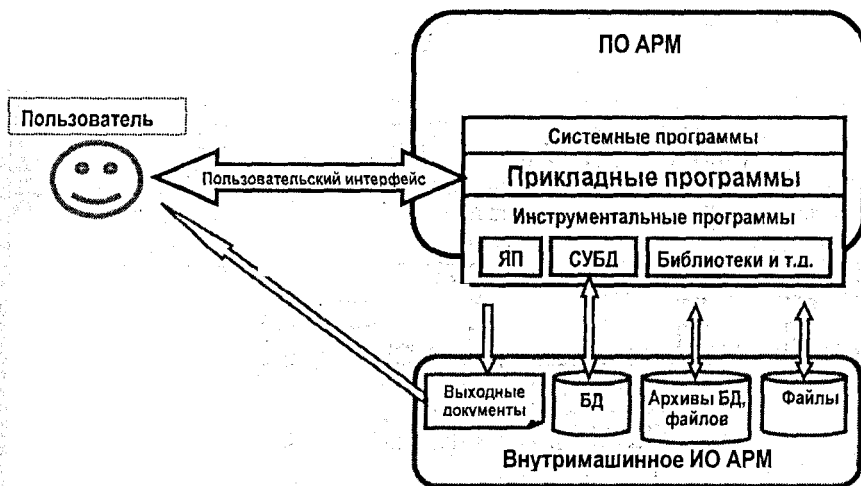 ПО АРМ
Пользователь
Системные программы
Пользовательский интерфейс
Прикладные программы
Инструментальные программы
ЯП
СУБД
Библиотеки и т.д.
Выходные
документы
БД
Архивы БД,
файлов
Файлы
Внутримашинное ИО АРМ